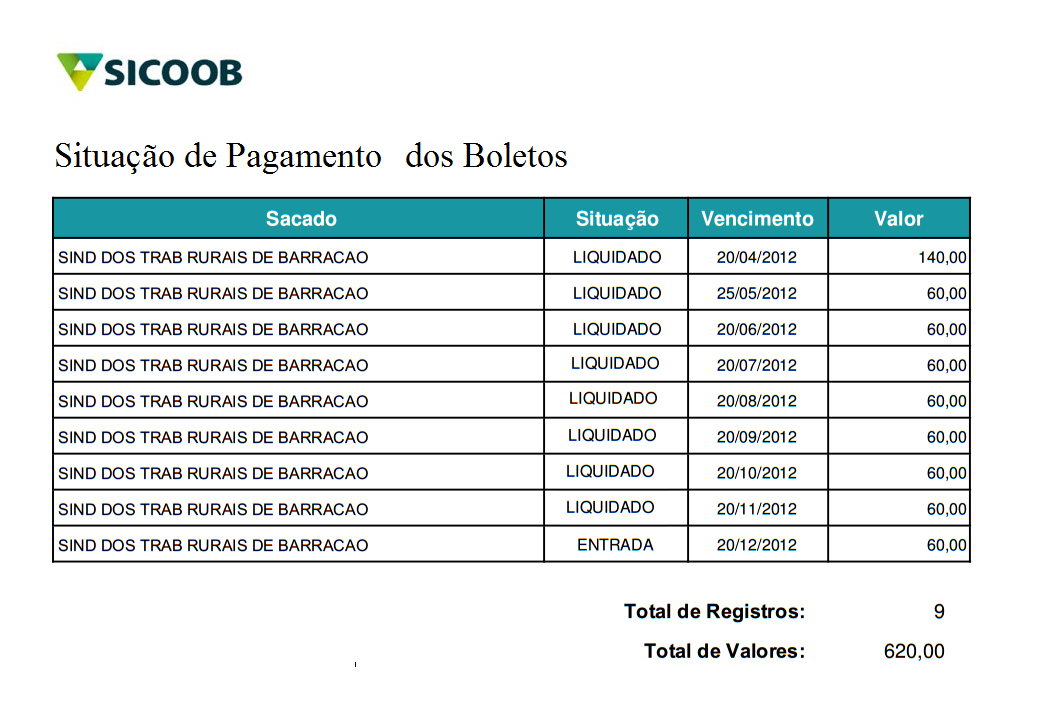 SICOOB
Situação de Pagamento dos Boletos
Sacado Situação Vencimento Valor
SIND DOS TRAB RURAIS DE BARRACAO LIQUIDADO 20/04/2012 140,00
SIND DOS TRAB RURAIS DE BARRACAO LIQUIDADO 25/05/2012 60,00
SIND DOS TRAB RURAIS DE BARRACAO LIQUIDADO 20/06/2012 60,00
SIND DOS TRAB RURAIS DE BARRACAO LIQUIDADO 20/07/2012 60,00
SIND DOS TRAB RURAIS DE BARRACAO LIQUIDADO 20/08/2012 60,00
SIND DOS TRAB RURAIS DE BARRACAO LIQUIDADO 20/09/2012 60,00
SIND DOS TRAB RURAIS DE BARRACAO LIQUIDADO 20/10/2012 60,00
SIND DOS TRAB RURAIS DE BARRACAO LIQUIDADO 20/11/2012 60,00
SIND DOS TRAB RURAIS DE BARRACAO ENTRADA 20/12/2012 60,00
Total de Registros: 9
Total de Valores: 620,00